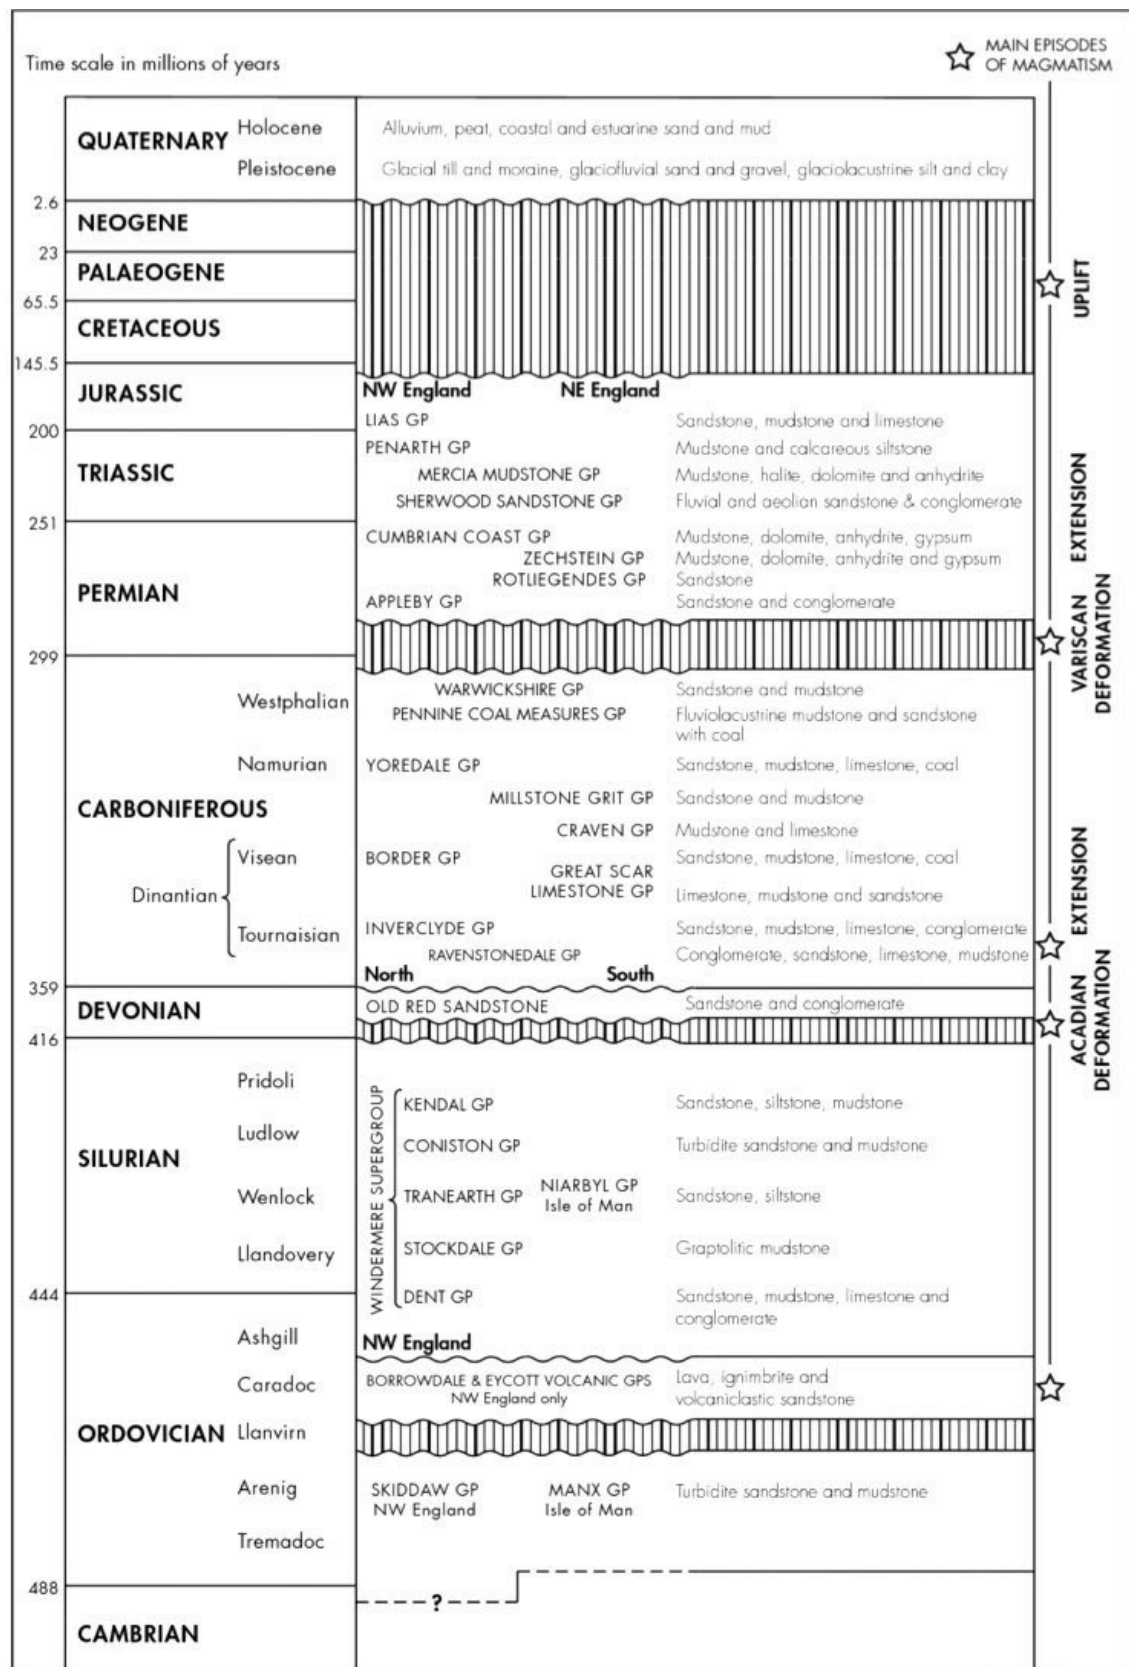 Time scale in millions of years
MAIN EPISODES
OF MAGMATISM
QUATERNARY Holocene Alluvium, peat, coastal and estuarine sand and mud
Pleistocene Glacial till and moraine, glaciofluvial sand and gravel, glaciolacustrine silt and clay
2.6
NEOGENE
23
PALAEOGENE
UPLIFT
65.5
CRETACEOUS
145.5
JURASSIC
NW England NE England
LIAS GP Sandstone, mudstone and limestone
200
PENARTH GP Mudstone and calcareous siltstone
TRIASSIC
MERCIA MUDSTONE GP Mudstone, halite, dolomite and anhydrite
SHERWOOD SANDSTONE GP Fluvial and aeolian sandstone & conglomerate
EXTENSION
251
CUMBRIAN COAST GP Mudstone, dolomite, anhydrite, gypsum
ZECHSTEIN GP Mudstone, dolomite, anhydrite and gypsum
ROTLIEGENDES GP Sandstone
PERMIAN
APPLEBY GP Sandstone and conglomerate
VARISCAN
DEFORMATION
299
Westphalian
WARWICKSHIRE GP Sandstone and mudstone
PENNINE COAL MEASURES GP Fluviolacustrine mudstone and sandstone
with coal
Namurian YOREDALE GP Sandstone, mudstone, limestone, coal
CARBONIFEROUS
MILLSTONE GRIT GP Sandstone and mudstone
CRAVEN GP Mudstone and limestone
Visean BORDER GP Sandstone, mudstone, limestone, coal
Dinantian
GREAT SCAR
LIMESTONE GP Limestone, mudstone and sandstone
EXTENSION
Tournaisian INVERCLYDE GP Sandstone, mudstone, limestone, conglomerate
RAVENSTONEDALE GP Conglomerate, sandstone, limestone, mudstone
North South
359
DEVONIAN OLD RED SANDSTONE Sandstone and conglomerate
ACADIAN
DEFORMATION
416
SILURIAN
WINDERMERE SUPERGROUP
Pridoli
KENDAL GP Sandstone, siltstone, mudstone
Ludlow
CONISTON GP Turbidite sandstone and mudstone
Wenlock TRANEARTH GP NIARBYL GP Sandstone, siltstone
Isle of Man
Llandovery STOCKDALE GP Graptolitic mudstone
444
DENT GP Sandstone, mudstone, limestone and
conglomerate
Ashgill
NW England
Caradoc BORROWDALE & EYCOTT VOLCANIC GPS Lava, ignimbrite and
NW England only volcaniclastic sandstone
ORDOVICIAN Llanvirn
Arenig SKIDDAW GP MANX GP Turbidite sandstone and mudstone
NW England Isle of Man
Tremadoc
488
?
CAMBRIAN